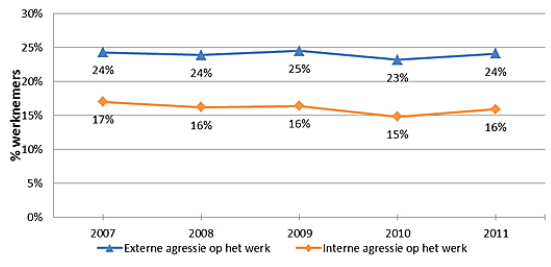 % werknemers
30%
25%
20%
15%
10%
5%
0%
24% 24% 25% 23% 24%
17% 16% 16% 15% 16%
2007 2008 2009 2010 2011
Externe agressie op het werk Interne agressie op het werk